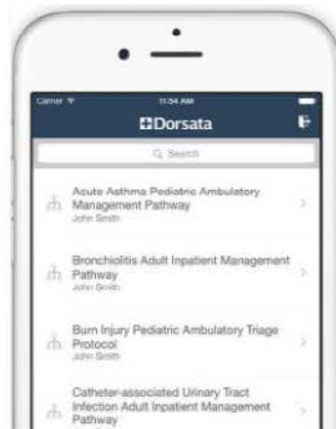 Carrier
11:54 AM
Dorsata
Search
Acute Asthma Pediatric Ambulatory
Management Pathway
John Smith
Bronchiolitis Adult Inpatient Management
Pathway
John Smith
Burn Injury Pediatric Ambulatory Triage
Protocol
John Smith
Catheter-associated Urinary Tract
Infection Adult Inpatient Management
Pathway